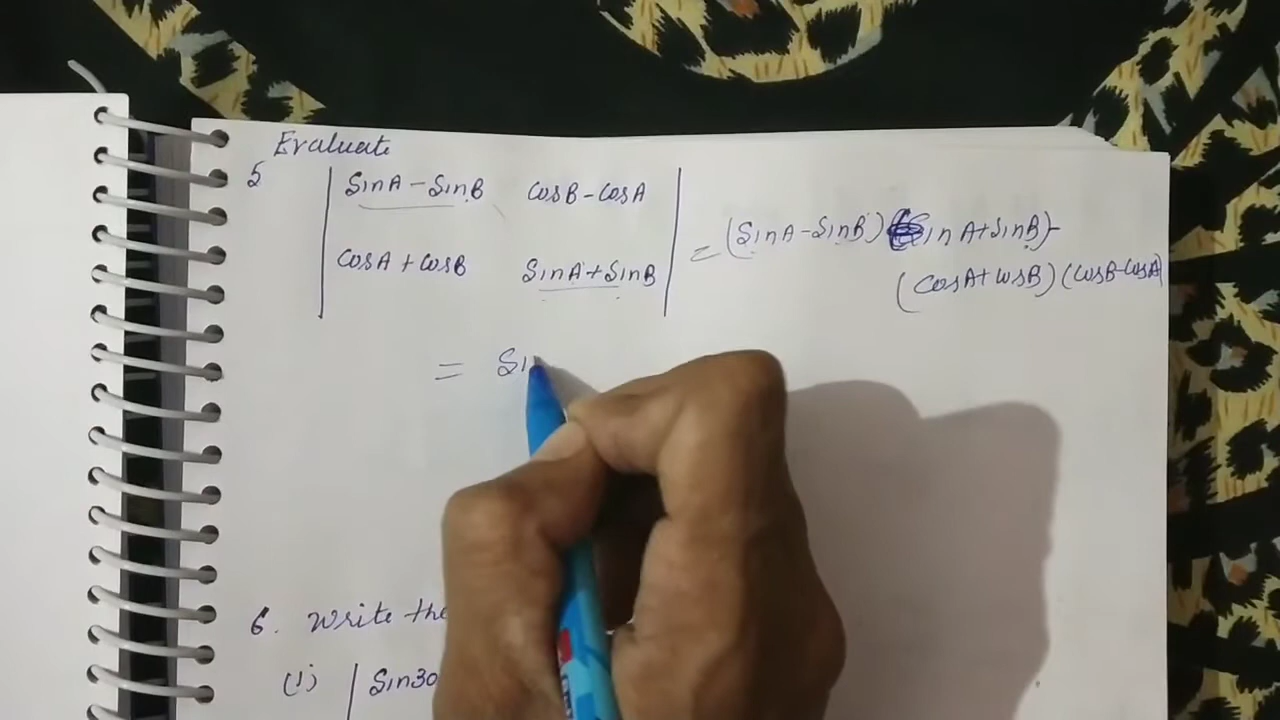 Evaluate
5 | SinA - SinB cosB - cosA |
| cosA + cosB SinA + SinB | = (SinA - SinB) (SinA + SinB) -
(cosA + cosB) (cosB - cosA)
= Sin
6. Write the
(i) | Sin30